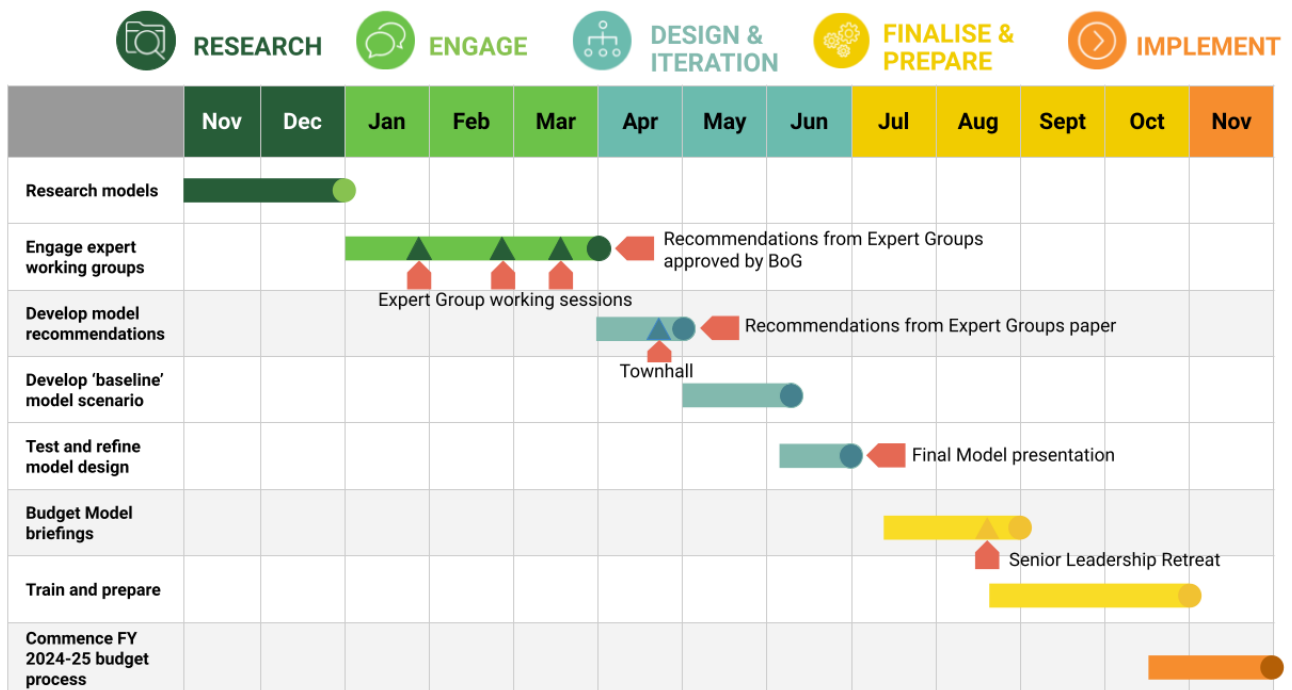 RESEARCH
ENGAGE
DESIGN &
ITERATION
FINALISE &
PREPARE
IMPLEMENT
Nov Dec Jan Feb Mar Apr May Jun Jul Aug Sept Oct Nov
Research models
Engage expert
working groups
Recommendations from Expert Groups
approved by BoG
Expert Group working sessions
Develop model
recommendations
Recommendations from Expert Groups paper
Townhall
Develop ‘baseline’
model scenario
Test and refine
model design
Final Model presentation
Budget Model
briefings
Senior Leadership Retreat
Train and prepare
Commence FY
2024-25 budget
process